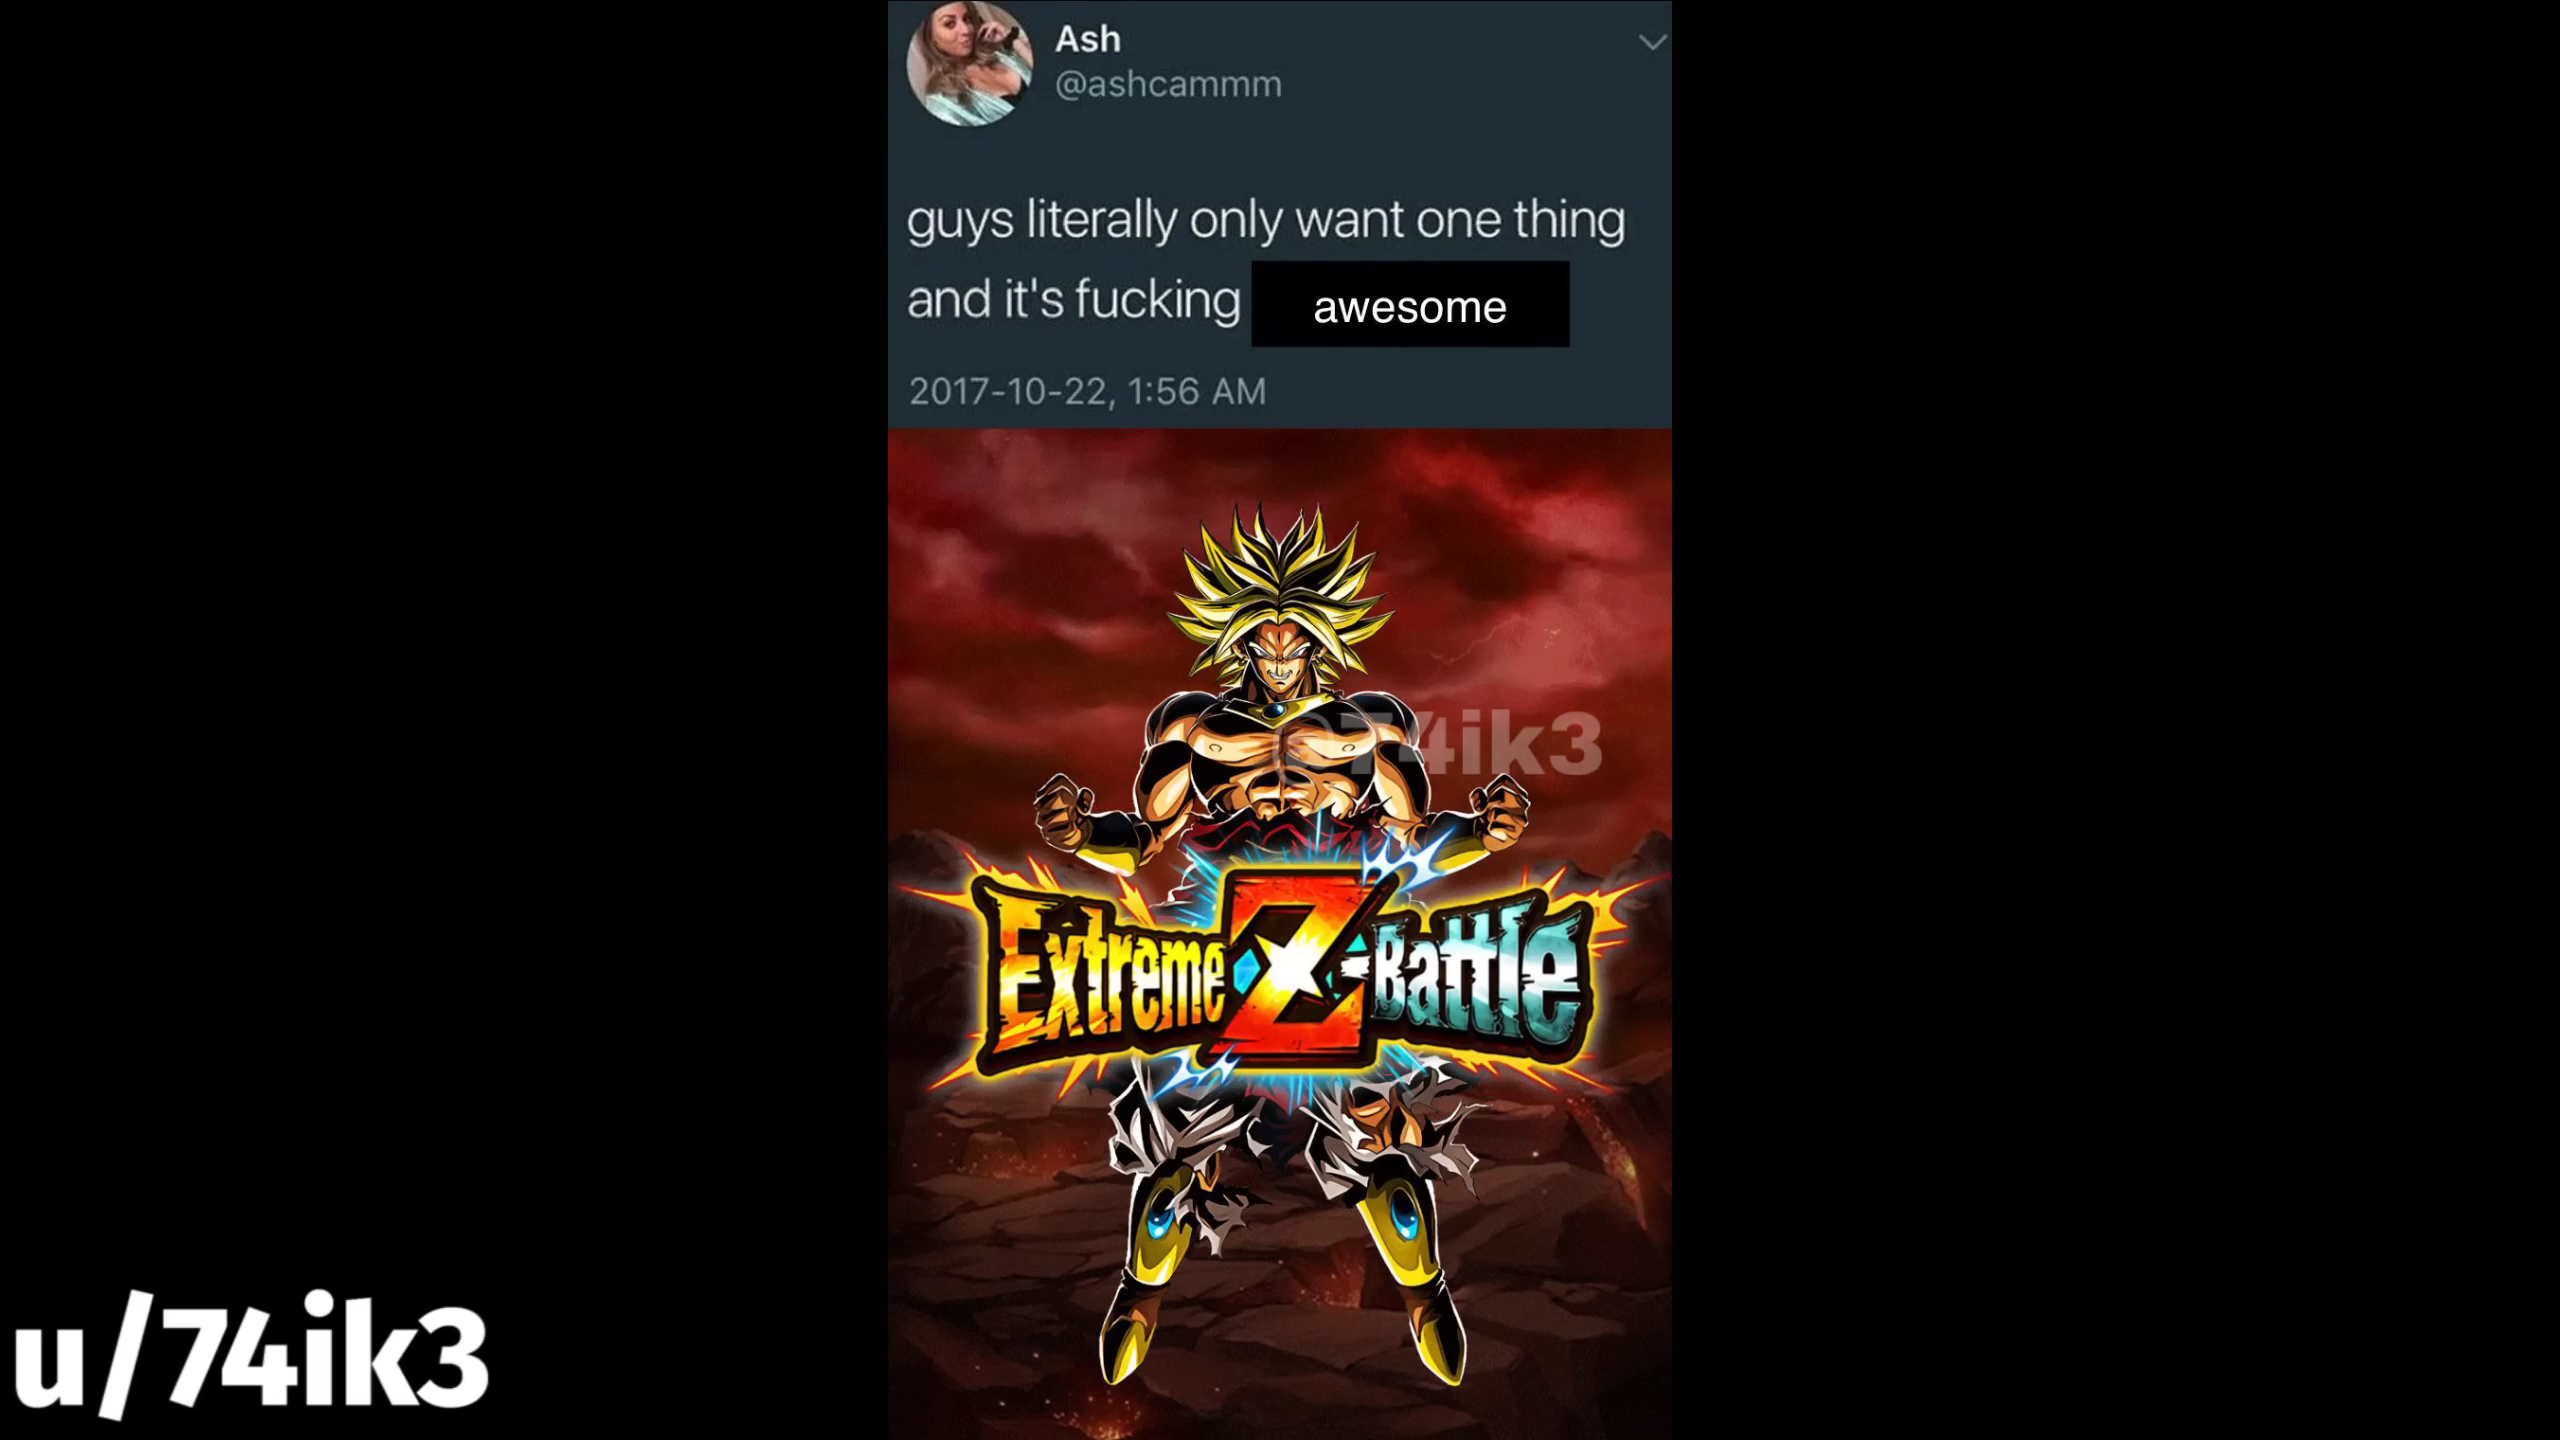 Ash
@ashcammm
guys literally only want one thing
and it's fucking awesome
2017-10-22, 1:56 AM
@74ik3
Extreme Z-Battle
u/74ik3